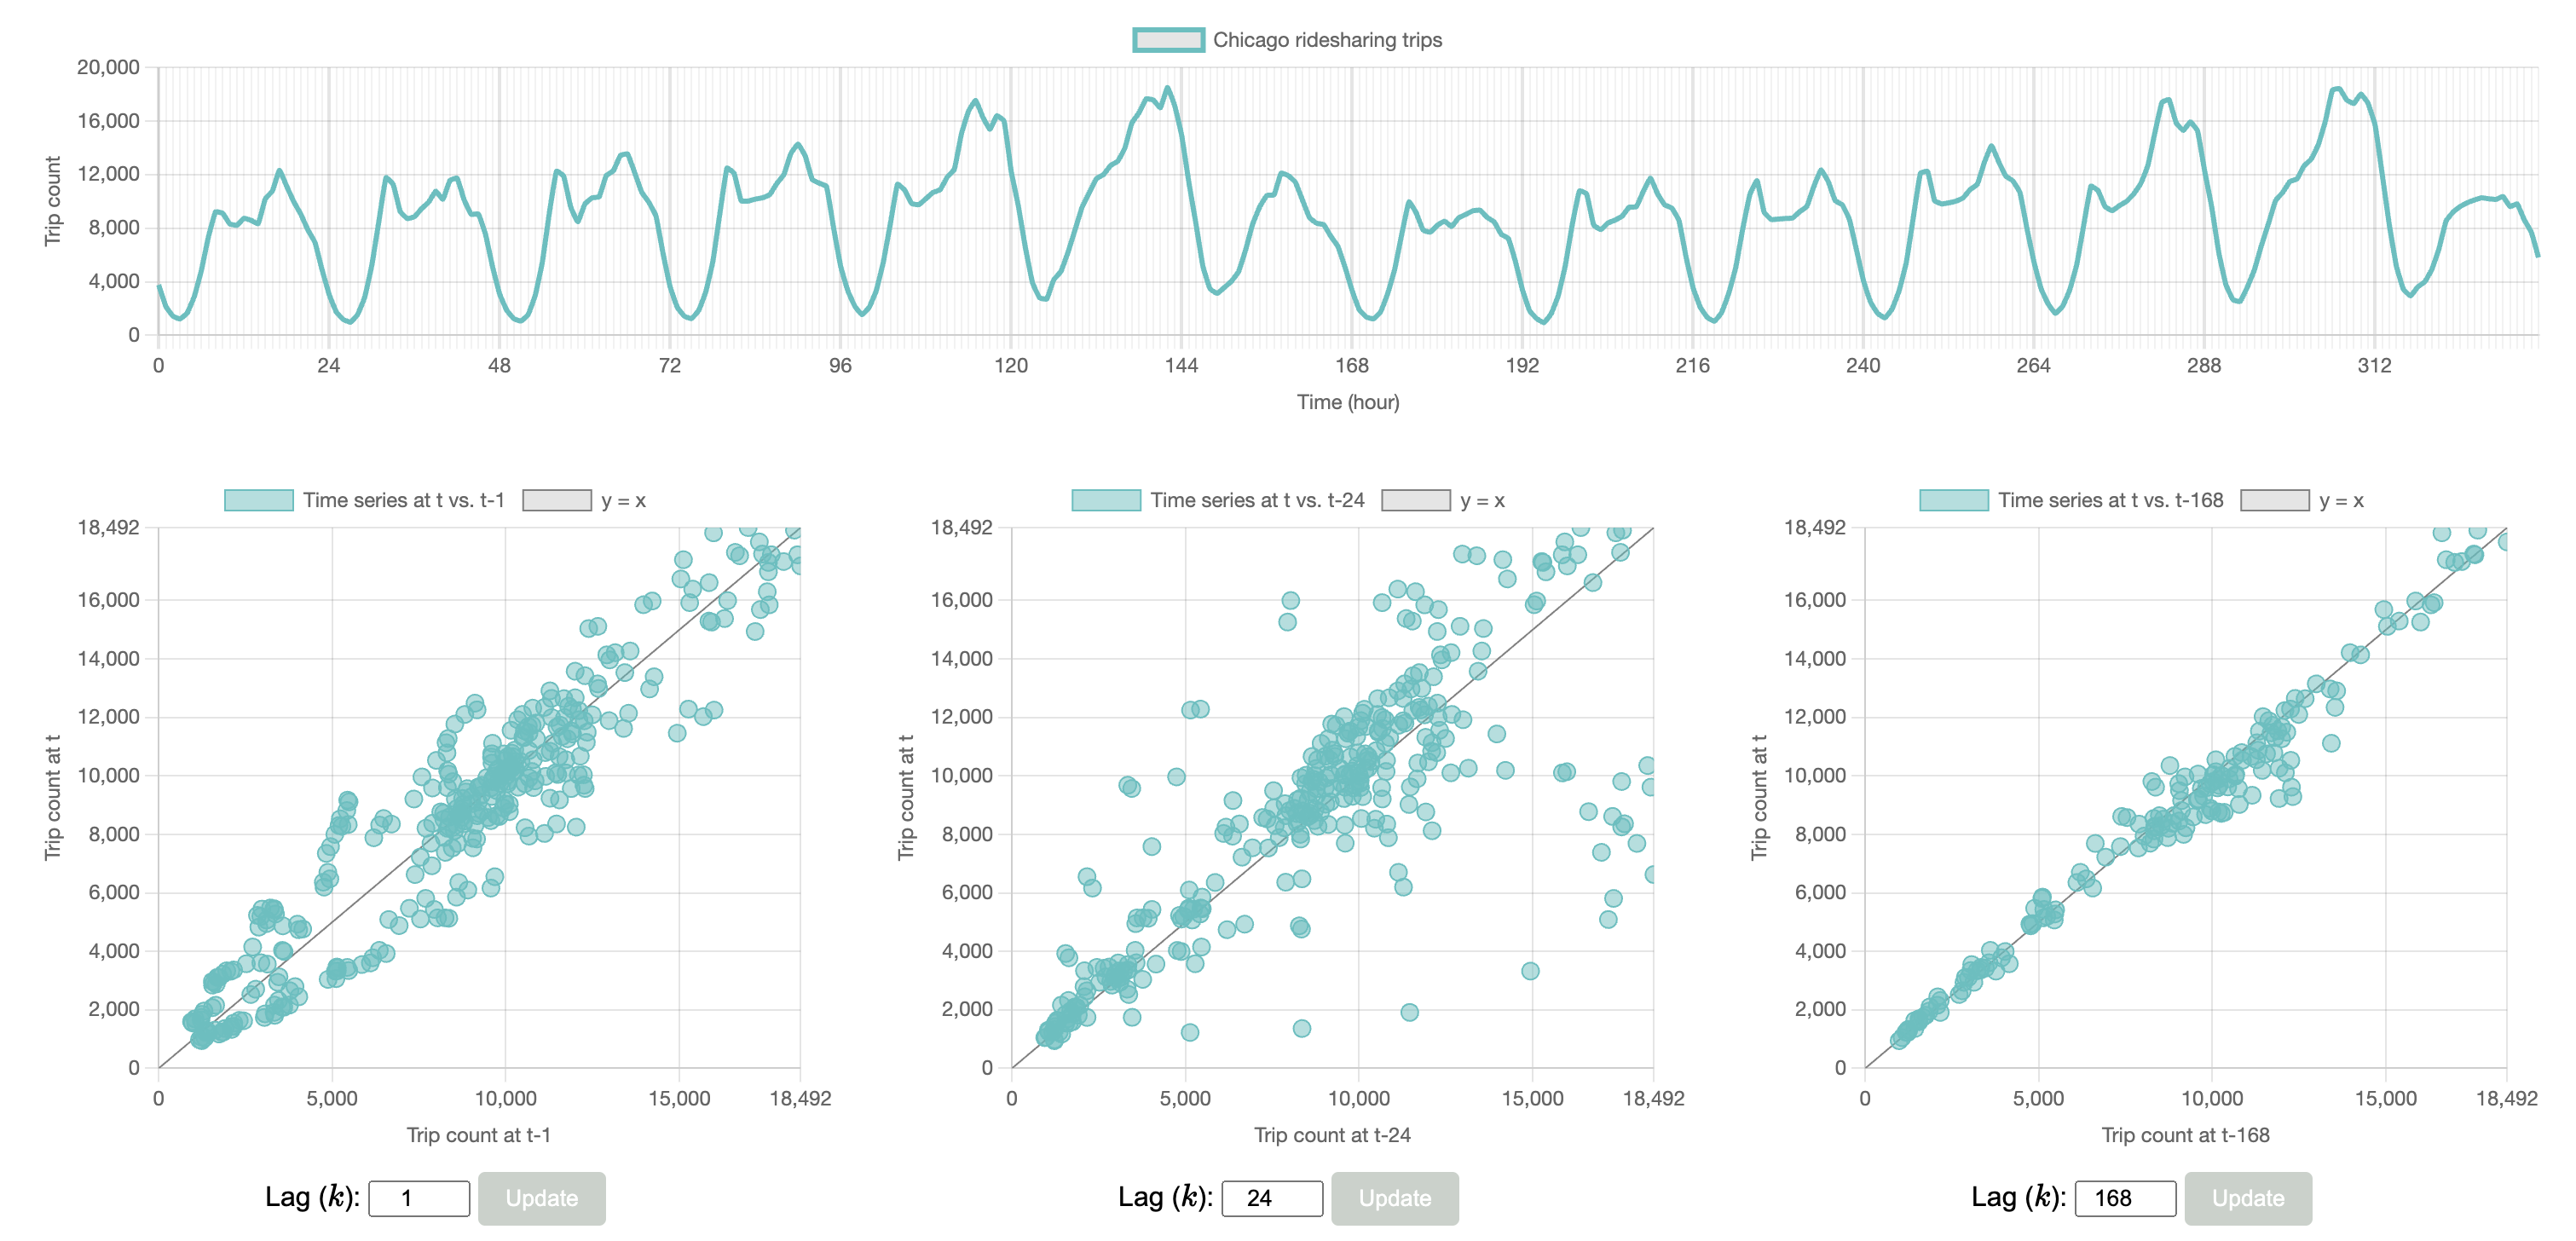 Chicago ridesharing trips
20,000
16,000
12,000
8,000
4,000
0
Trip count
0 24 48 72 96 120 144 168 192 216 240 264 288 312
Time (hour)
Time series at t vs. t-1 y = x
18,492
16,000
14,000
12,000
10,000
8,000
6,000
4,000
2,000
0
Trip count at t
0 5,000 10,000 15,000 18,492
Trip count at t-1
Lag (k): 1 Update
Time series at t vs. t-24 y = x
18,492
16,000
14,000
12,000
10,000
8,000
6,000
4,000
2,000
0
Trip count at t
0 5,000 10,000 15,000 18,492
Trip count at t-24
Lag (k): 24 Update
Time series at t vs. t-168 y = x
18,492
16,000
14,000
12,000
10,000
8,000
6,000
4,000
2,000
0
Trip count at t
0 5,000 10,000 15,000 18,492
Trip count at t-168
Lag (k): 168 Update